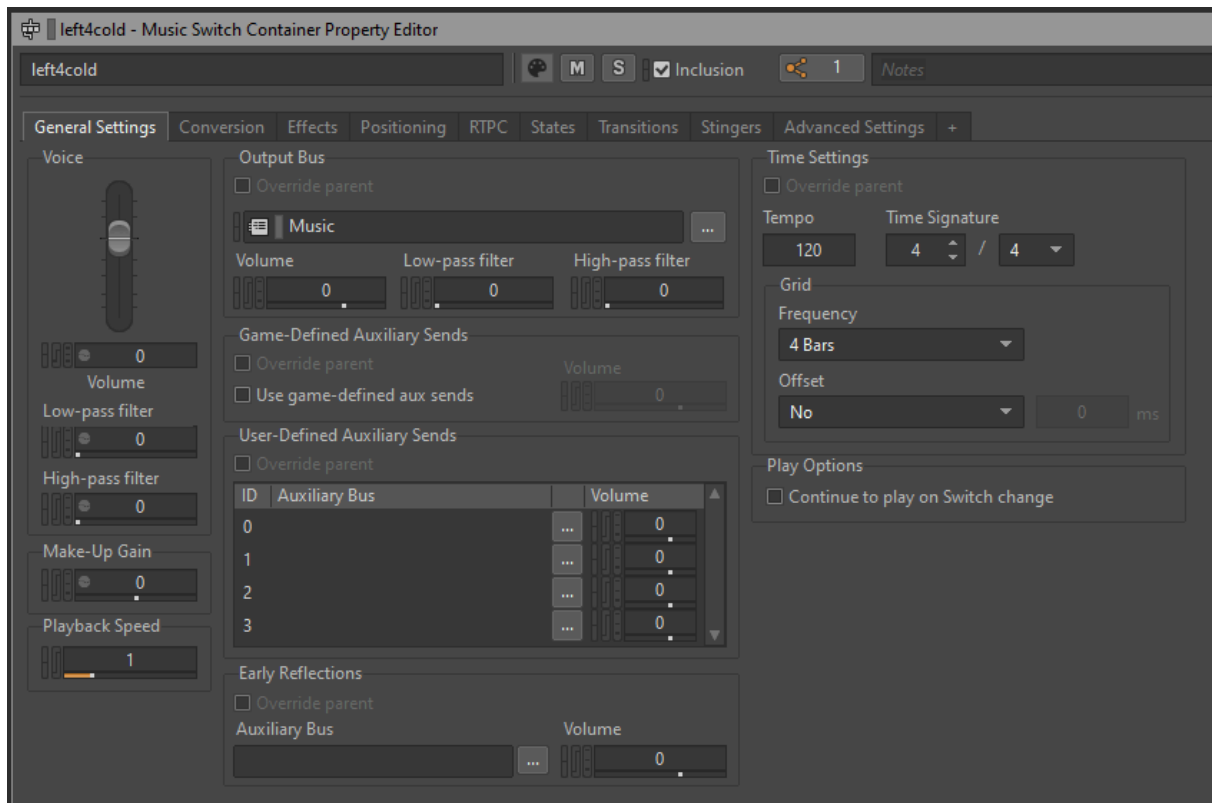 left4cold - Music Switch Container Property Editor
left4cold M S Inclusion 1 Notes
General Settings Conversion Effects Positioning RTPC States Transitions Stingers Advanced Settings +
Voice
0
Volume
Low-pass filter
0
High-pass filter
0
Make-Up Gain
0
Playback Speed
1
Output Bus
Override parent
Music ...
Volume Low-pass filter High-pass filter
0 0 0
Game-Defined Auxiliary Sends
Override parent Volume
Use game-defined aux sends 0
User-Defined Auxiliary Sends
Override parent
ID Auxiliary Bus Volume
0 ... 0
1 ... 0
2 ... 0
3 ... 0
Early Reflections
Override parent
Auxiliary Bus Volume
... 0
Time Settings
Override parent
Tempo Time Signature
120 4 / 4
Grid
Frequency
4 Bars
Offset
No 0 ms
Play Options
Continue to play on Switch change